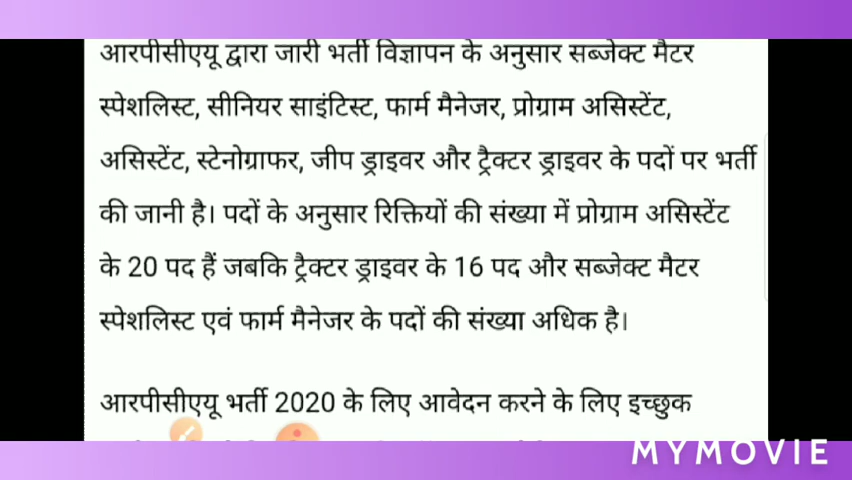 आरपीसीएयू द्वारा जारी भर्ती विज्ञापन के अनुसार सब्जेक्ट मैटर
स्पेशलिस्ट, सीनियर साइंटिस्ट, फार्म मैनेजर, प्रोग्राम असिस्टेंट,
असिस्टेंट, स्टेनोग्राफर, जीप ड्राइवर और ट्रैक्टर ड्राइवर के पदों पर भर्ती
की जानी है। पदों के अनुसार रिक्तियों की संख्या में प्रोग्राम असिस्टेंट
के 20 पद हैं जबकि ट्रैक्टर ड्राइवर के 16 पद और सब्जेक्ट मैटर
स्पेशलिस्ट एवं फार्म मैनेजर के पदों की संख्या अधिक है।
आरपीसीएयू भर्ती 2020 के लिए आवेदन करने के लिए इच्छुक
MYMOVIE